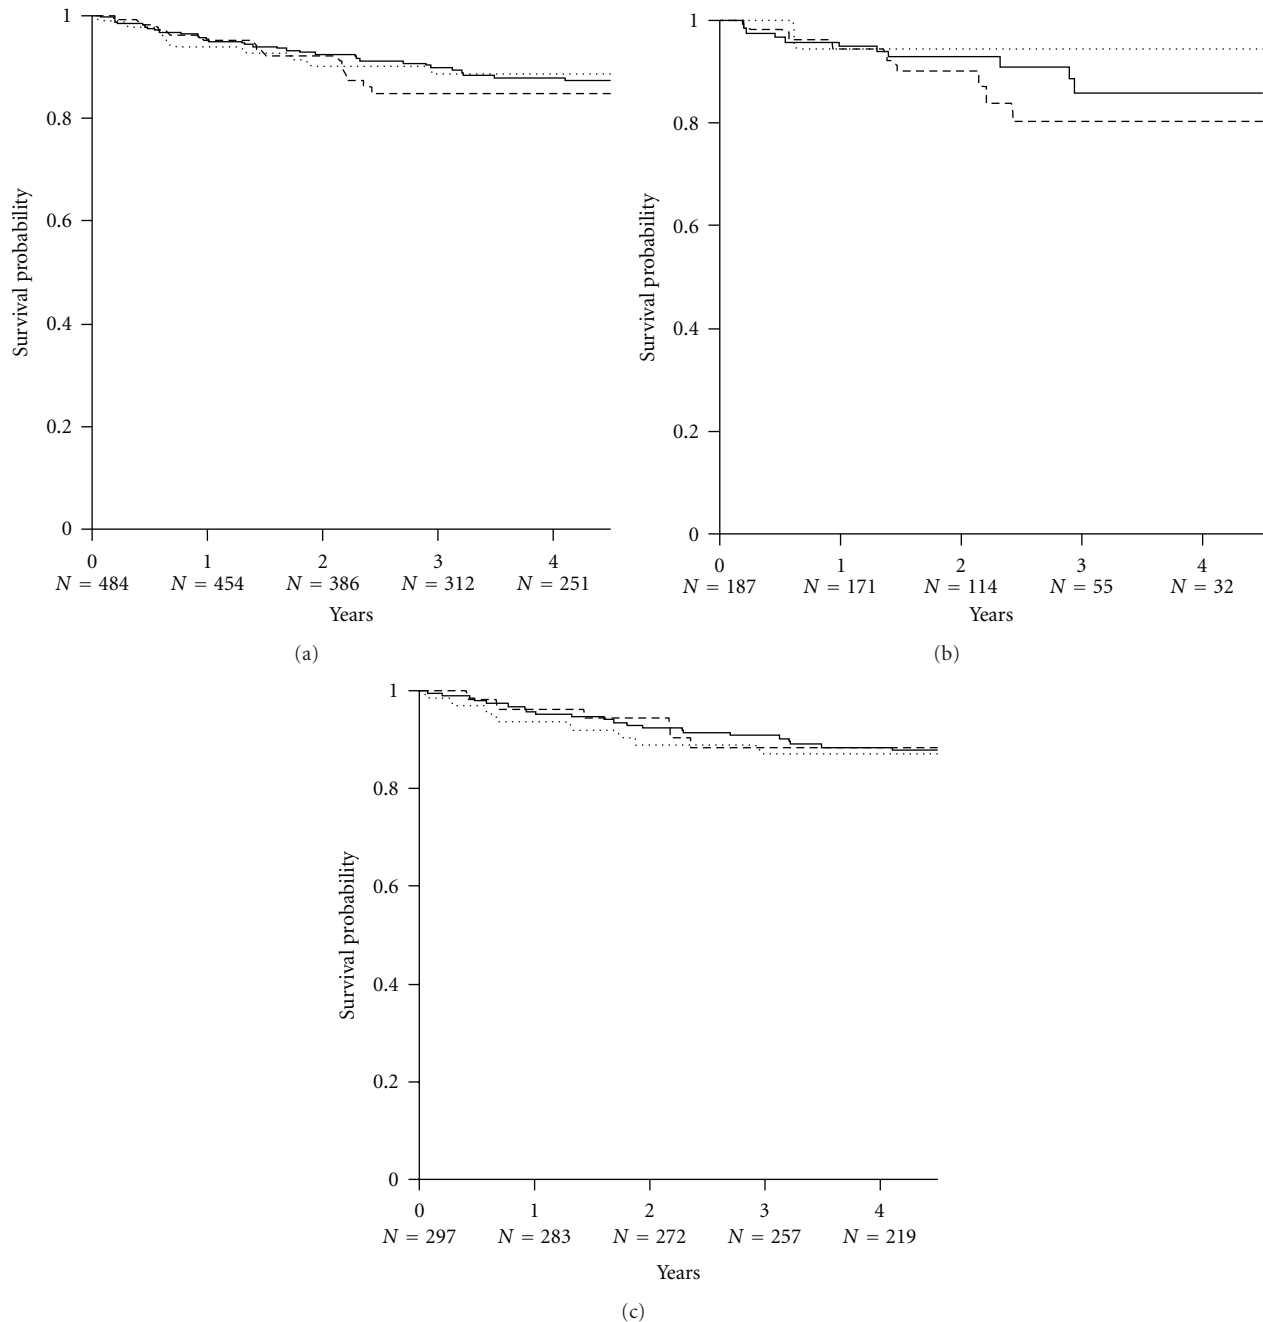 1
0.8
0.6
0.4
0.2
0
Survival probability
0 1 2 3 4
N = 484 N = 454 N = 386 N = 312 N = 251
Years
(a)
1
0.8
0.6
0.4
0.2
0
Survival probability
0 1 2 3 4
N = 187 N = 171 N = 114 N = 55 N = 32
Years
(b)
1
0.8
0.6
0.4
0.2
0
Survival probability
0 1 2 3 4
N = 297 N = 283 N = 272 N = 257 N = 219
Years
(c)